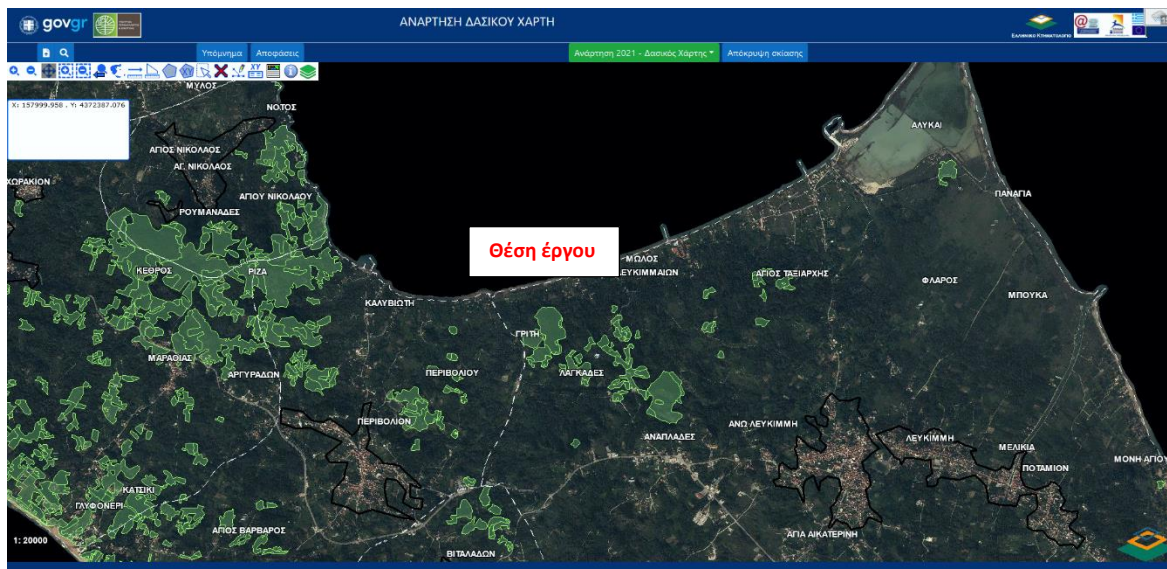 govgr
ΑΝΑΡΤΗΣΗ ΔΑΣΙΚΟΥ ΧΑΡΤΗ
ΕΛΛΗΝΙΚΟ ΚΤΗΜΑΤΟΛΟΓΙΟ
Υπόμνημα
Αποφάσεις
Ανάρτηση 2021 - Δασικός Χάρτης
Απόκρυψη σκίασης
X: 157999.958 , Y: 4372387.076
ΜΥΛΟΣ
ΝΟΤΟΣ
ΑΛΥΚΑΙ
ΑΓΙΟΣ ΝΙΚΟΛΑΟΣ
ΑΓ. ΝΙΚΟΛΑΟΣ
ΧΩΡΑΚΙΟΝ
ΑΓΙΟΥ ΝΙΚΟΛΑΟΥ
ΠΑΝΑΓΙΑ
ΡΟΥΜΑΝΑΔΕΣ
Θέση έργου
ΜΩΛΟΣ
ΛΕΥΚΙΜΜΑΙΩΝ
ΚΕΘΡΟΣ
ΡΙΖΑ
ΑΓΙΟΣ ΤΑΞΙΑΡΧΗΣ
ΦΛΑΡΟΣ
ΜΠΟΥΚΑ
ΚΑΛΥΒΙΩΤΗ
ΓΡΙΤΗ
ΜΑΡΑΘΙΑΣ
ΑΡΓΥΡΑΔΩΝ
ΠΕΡΙΒΟΛΙΟΥ
ΛΑΓΚΑΔΕΣ
ΠΕΡΙΒΟΛΙΟΝ
ΑΝΩ ΛΕΥΚΙΜΜΗ
ΑΝΑΠΛΑΔΕΣ
ΛΕΥΚΙΜΜΗ
ΜΕΛΙΚΙΑ
ΜΟΝΗ ΑΓΙΟΥ
ΠΟΤΑΜΙΟΝ
ΚΑΤΣΙΚΙ
ΓΛΥΦΟΝΕΡΙ
ΑΓΙΟΣ ΒΑΡΒΑΡΟΣ
ΑΓΙΑ ΑΙΚΑΤΕΡΙΝΗ
1: 20000
ΒΙΤΑΛΑΔΩΝ